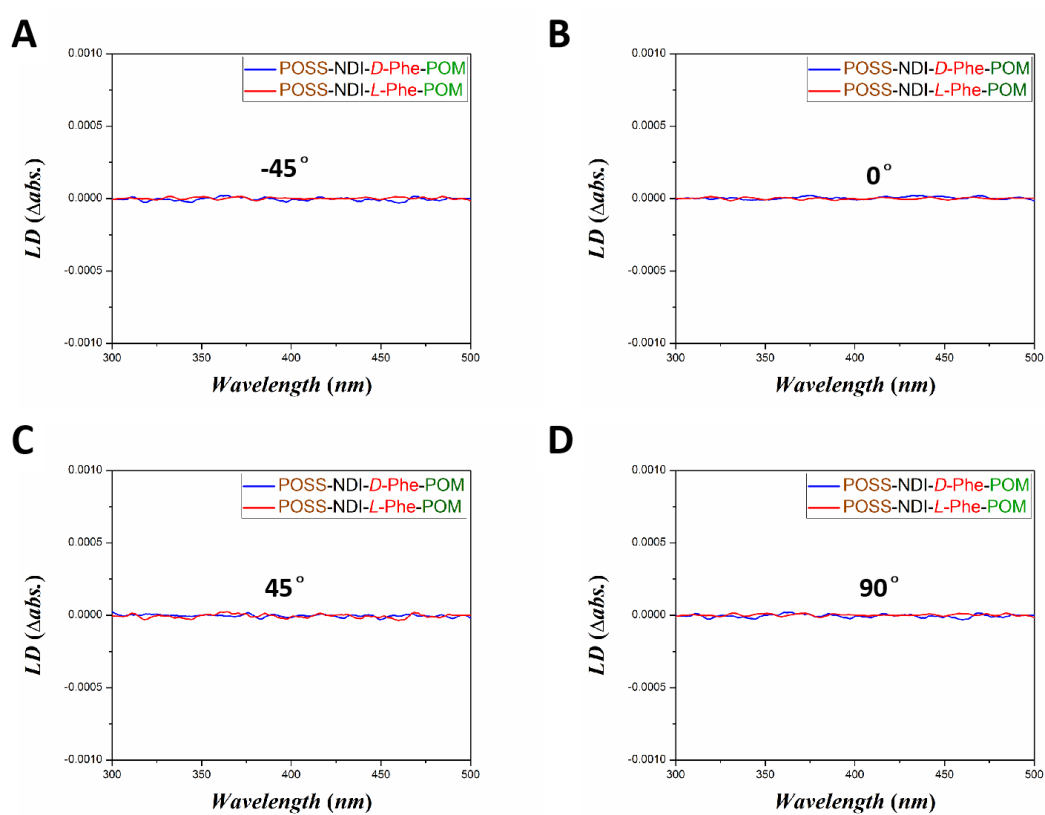 A
0.0010
0.0005
0.0000
-0.0005
-0.0010
LD (Δabs.)
POSS-NDI-D-Phe-POM
POSS-NDI-L-Phe-POM
-45°
300 350 400 450 500
Wavelength (nm)
B
0.0010
0.0005
0.0000
-0.0005
-0.0010
LD (Δabs.)
POSS-NDI-D-Phe-POM
POSS-NDI-L-Phe-POM
0°
300 350 400 450 500
Wavelength (nm)
C
0.0010
0.0005
0.0000
-0.0005
-0.0010
LD (Δabs.)
POSS-NDI-D-Phe-POM
POSS-NDI-L-Phe-POM
45°
300 350 400 450 500
Wavelength (nm)
D
0.0010
0.0005
0.0000
-0.0005
-0.0010
LD (Δabs.)
POSS-NDI-D-Phe-POM
POSS-NDI-L-Phe-POM
90°
300 350 400 450 500
Wavelength (nm)